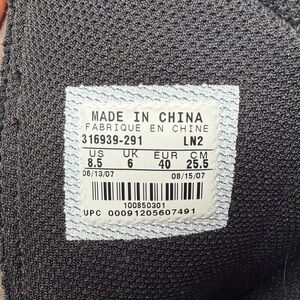 MADE IN CHINA
FABRIQUE EN CHINE
316939-291 LN2
US UK EUR CM
8.5 6 40 25.5
06/13/07 08/15/07
100850301
UPC 00091205607491